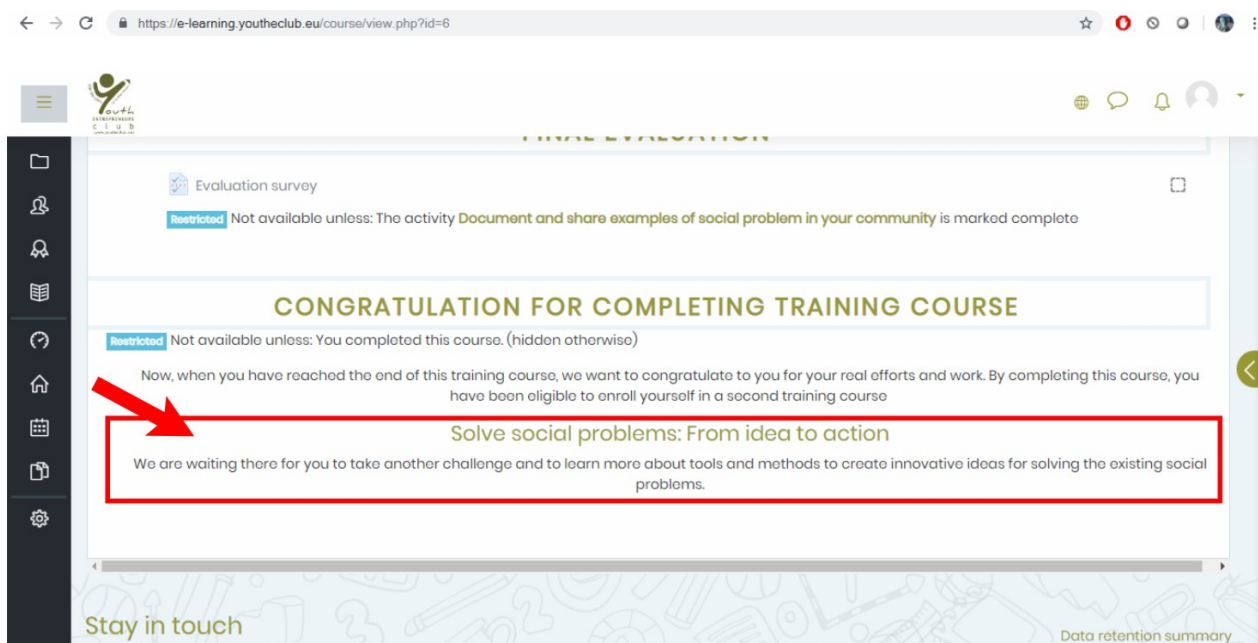 https://e-learning.youtheclub.eu/course/view.php?id=6
Youth
ENTREPRENEURS
club
FINAL EVALUATION
Evaluation survey
Restricted Not available unless: The activity Document and share examples of social problem in your community is marked complete
CONGRATULATION FOR COMPLETING TRAINING COURSE
Restricted Not available unless: You completed this course. (hidden otherwise)
Now, when you have reached the end of this training course, we want to congratulate to you for your real efforts and work. By completing this course, you
have been eligible to enroll yourself in a second training course
Solve social problems: From idea to action
We are waiting there for you to take another challenge and to learn more about tools and methods to create innovative ideas for solving the existing social
problems.
Stay in touch
Data retention summary